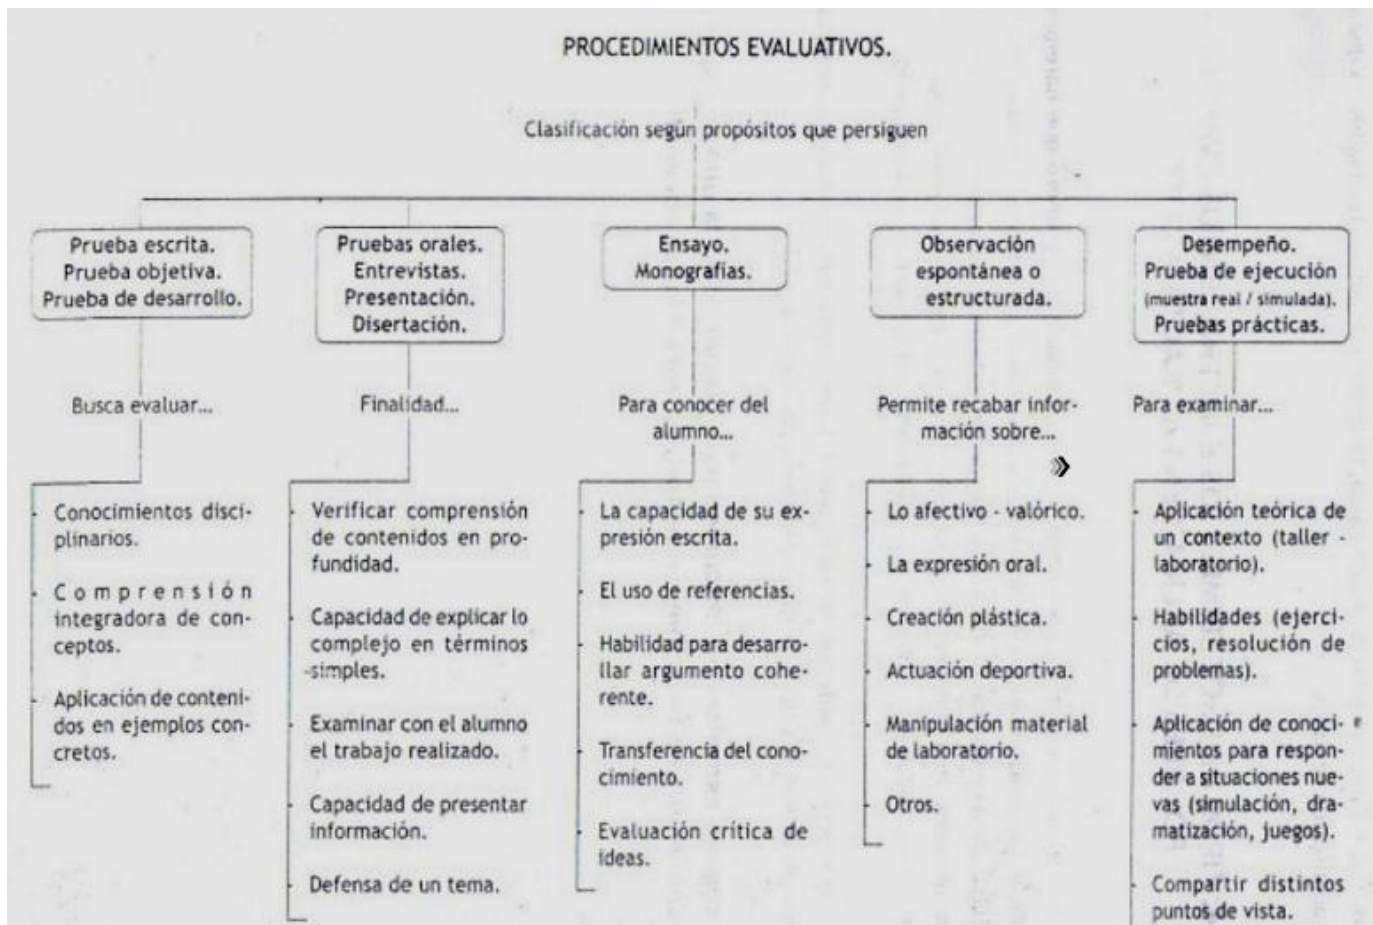 PROCEDIMIENTOS EVALUATIVOS.
Clasificación según propósitos que persiguen
Prueba escrita.
Prueba objetiva.
Prueba de desarrollo.
Busca evaluar...
Conocimientos disci-
plinarios.
Comprensión
integradora de con-
ceptos.
Aplicación de conteni-
dos en ejemplos con-
cretos.
Pruebas orales.
Entrevistas.
Presentación.
Disertación.
Finalidad...
Verificar comprensión
de contenidos en pro-
fundidad.
Capacidad de explicar lo
complejo en términos
simples.
Examinar con el alumno
el trabajo realizado.
Capacidad de presentar
información.
Defensa de un tema.
Ensayo.
Monografías.
Para conocer del
alumno...
La capacidad de su ex-
presión escrita.
El uso de referencias.
Habilidad para desarro-
llar argumento cohe-
rente.
Transferencia del cono-
cimiento.
Evaluación crítica de
ideas.
Observación
espontánea o
estructurada.
Permite recabar infor-
mación sobre...
Lo afectivo - valórico.
La expresión oral.
Creación plástica.
Actuación deportiva.
Manipulación material
de laboratorio.
Otros.
Desempeño.
Prueba de ejecución
(muestra real / simulada).
Pruebas prácticas.
Para examinar...
Aplicación teórica de
un contexto (taller -
laboratorio).
Habilidades (ejerci-
cios, resolución de
problemas).
Aplicación de conoci-
mientos para respon-
der a situaciones nue-
vas (simulación, dra-
matización, juegos).
Compartir distintos
puntos de vista.